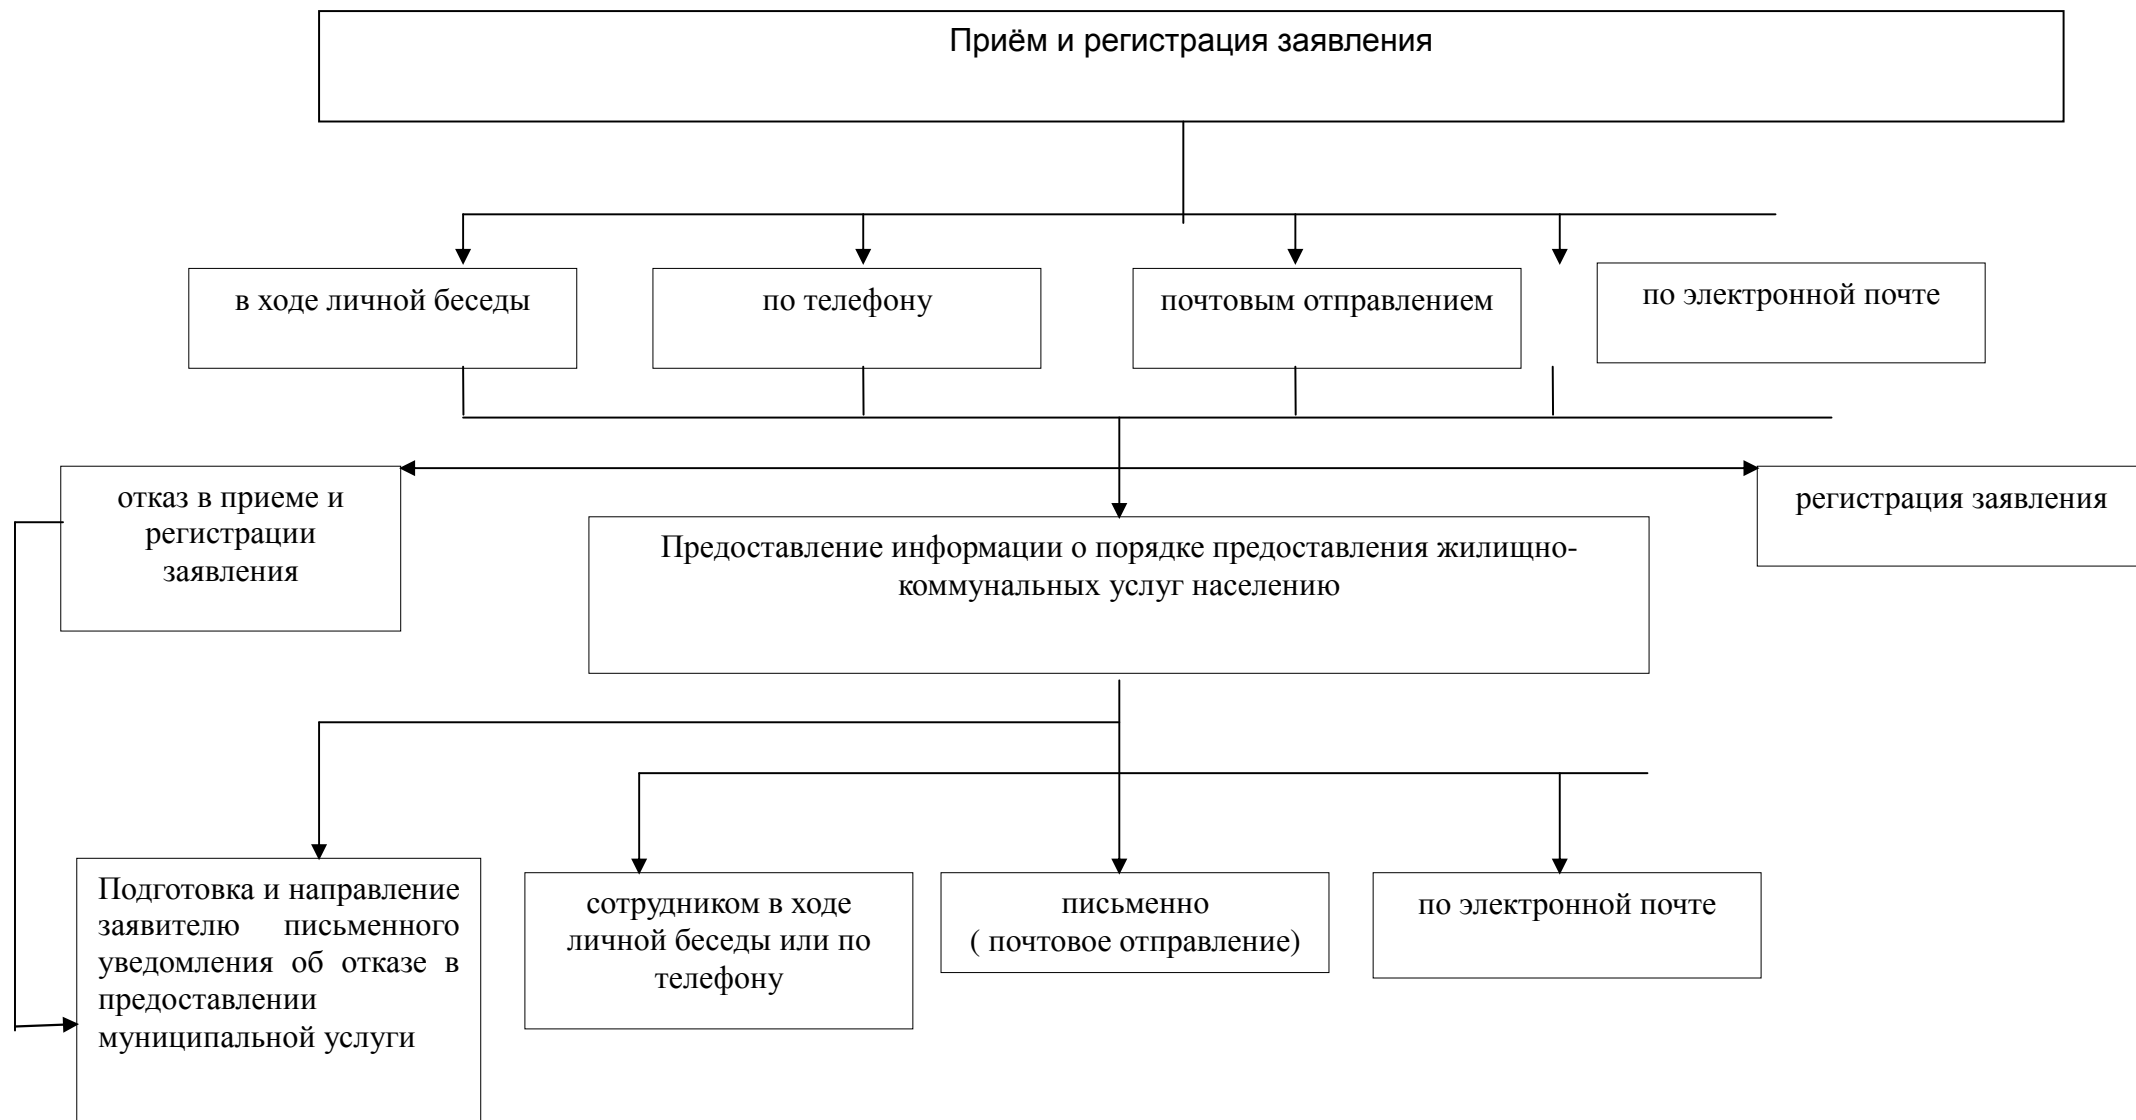 Приём и регистрация заявления
в ходе личной беседы
по телефону
почтовым отправлением
по электронной почте
отказ в приеме и
регистрации
заявления
регистрация заявления
Предоставление информации о порядке предоставления жилищно-
коммунальных услуг населению
Подготовка и направление
заявителю письменного
уведомления об отказе в
предоставлении
муниципальной услуги
сотрудником в ходе
личной беседы или по
телефону
письменно
( почтовое отправление)
по электронной почте